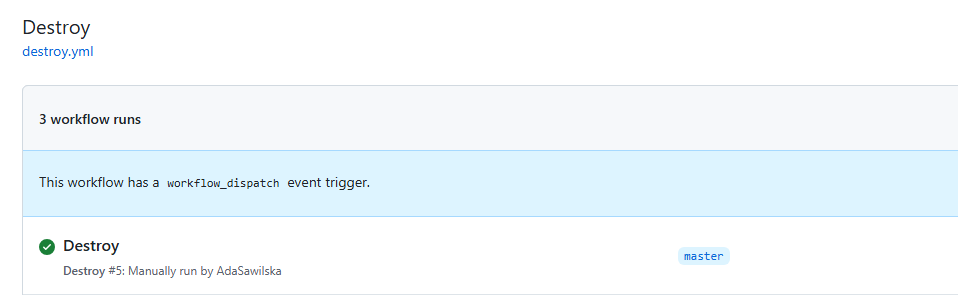 Destroy
destroy.yml
3 workflow runs
This workflow has a workflow_dispatch event trigger.
Destroy
master
Destroy #5: Manually run by AdaSawilska